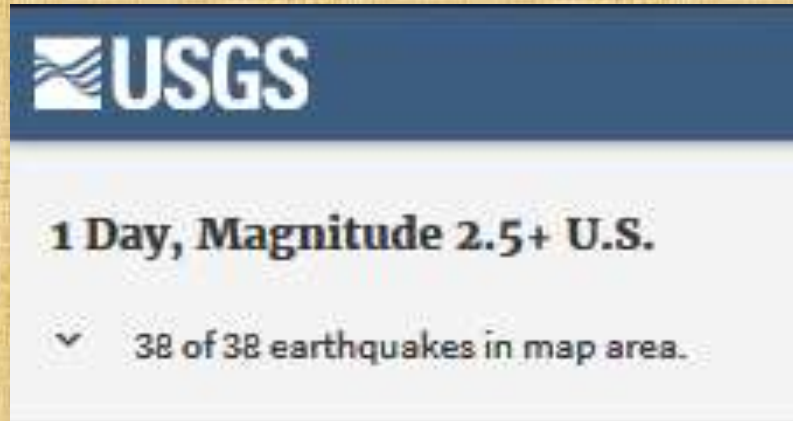 USGS
1 Day, Magnitude 2.5+ U.S.
38 of 38 earthquakes in map area.